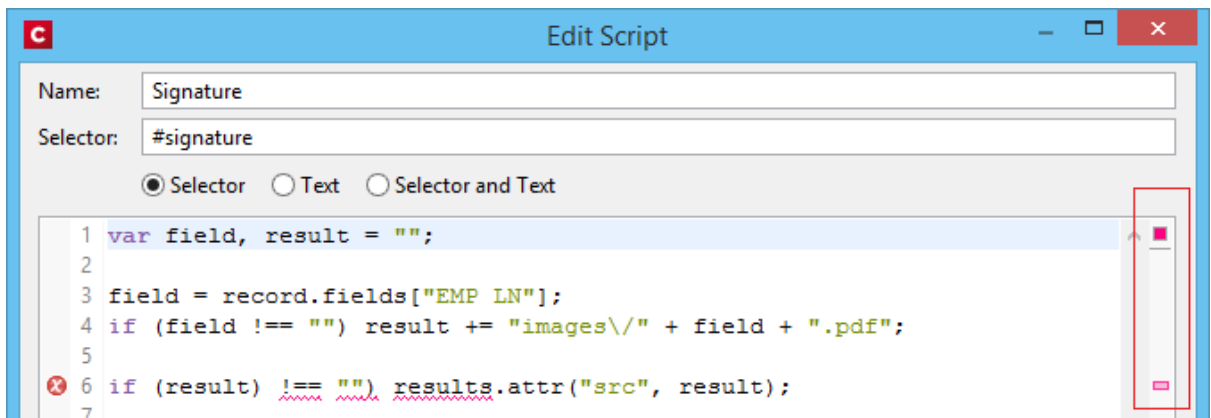 C
Edit Script
Name: Signature
Selector: #signature
Selector Text Selector and Text
1 var field, result = "";
2
3 field = record.fields["EMP LN"];
4 if (field !== "") result += "images\/" + field + ".pdf";
5
6 if (result) !== "") results.attr("src", result);
7